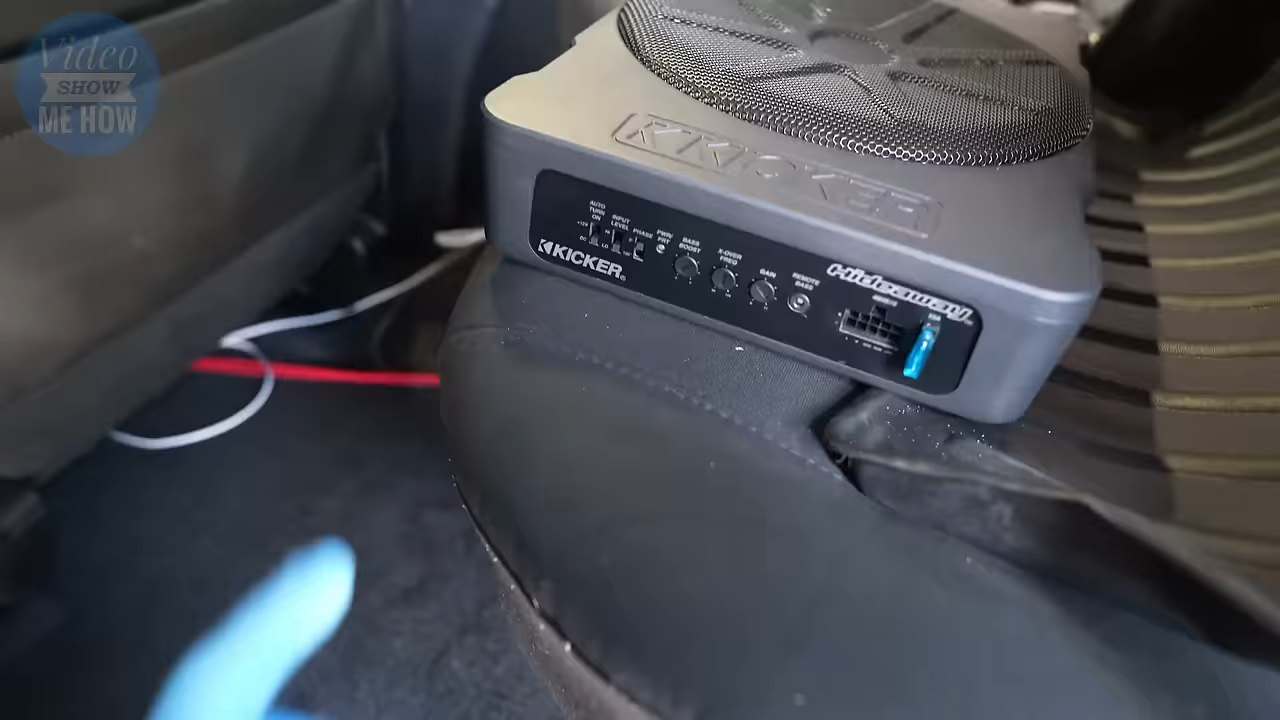 Video
SHOW
ME HOW
KICKER
AUTO
TURN
ON
INPUT
LEVEL
PHASE
PWR
PRT
BASS
BOOST
X-OVER
FREQ
GAIN
REMOTE
BASS
KICKER
Hideaway